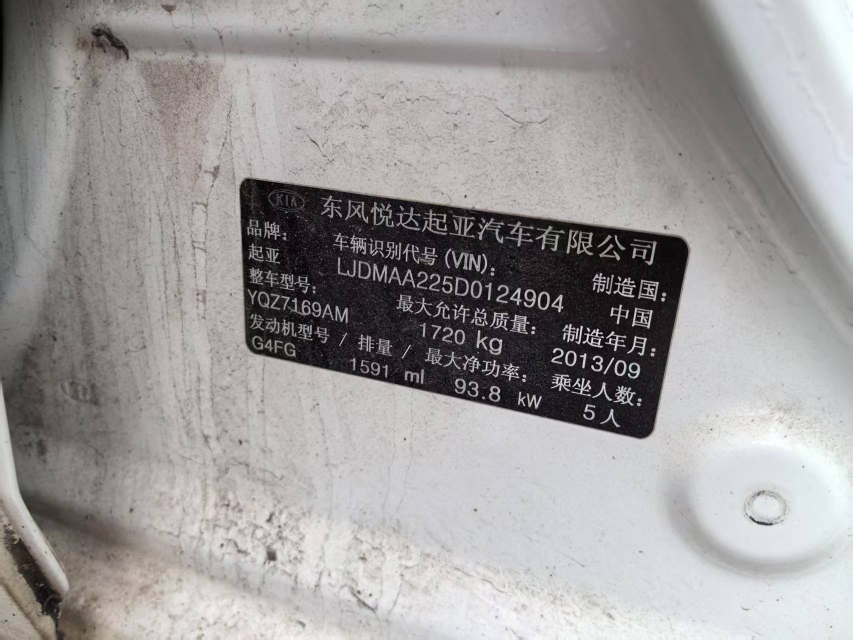 KIA 东风悦达起亚汽车有限公司
品牌： 车辆识别代号(VIN)： 制造国：
起亚 LJDMAA225D0124904 中国
整车型号： 最大允许总质量： 制造年月：
YQZ7169AM 1720 kg 2013/09
发动机型号 / 排量 / 最大净功率： 乘坐人数：
G4FG 1591 ml 93.8 kW 5人